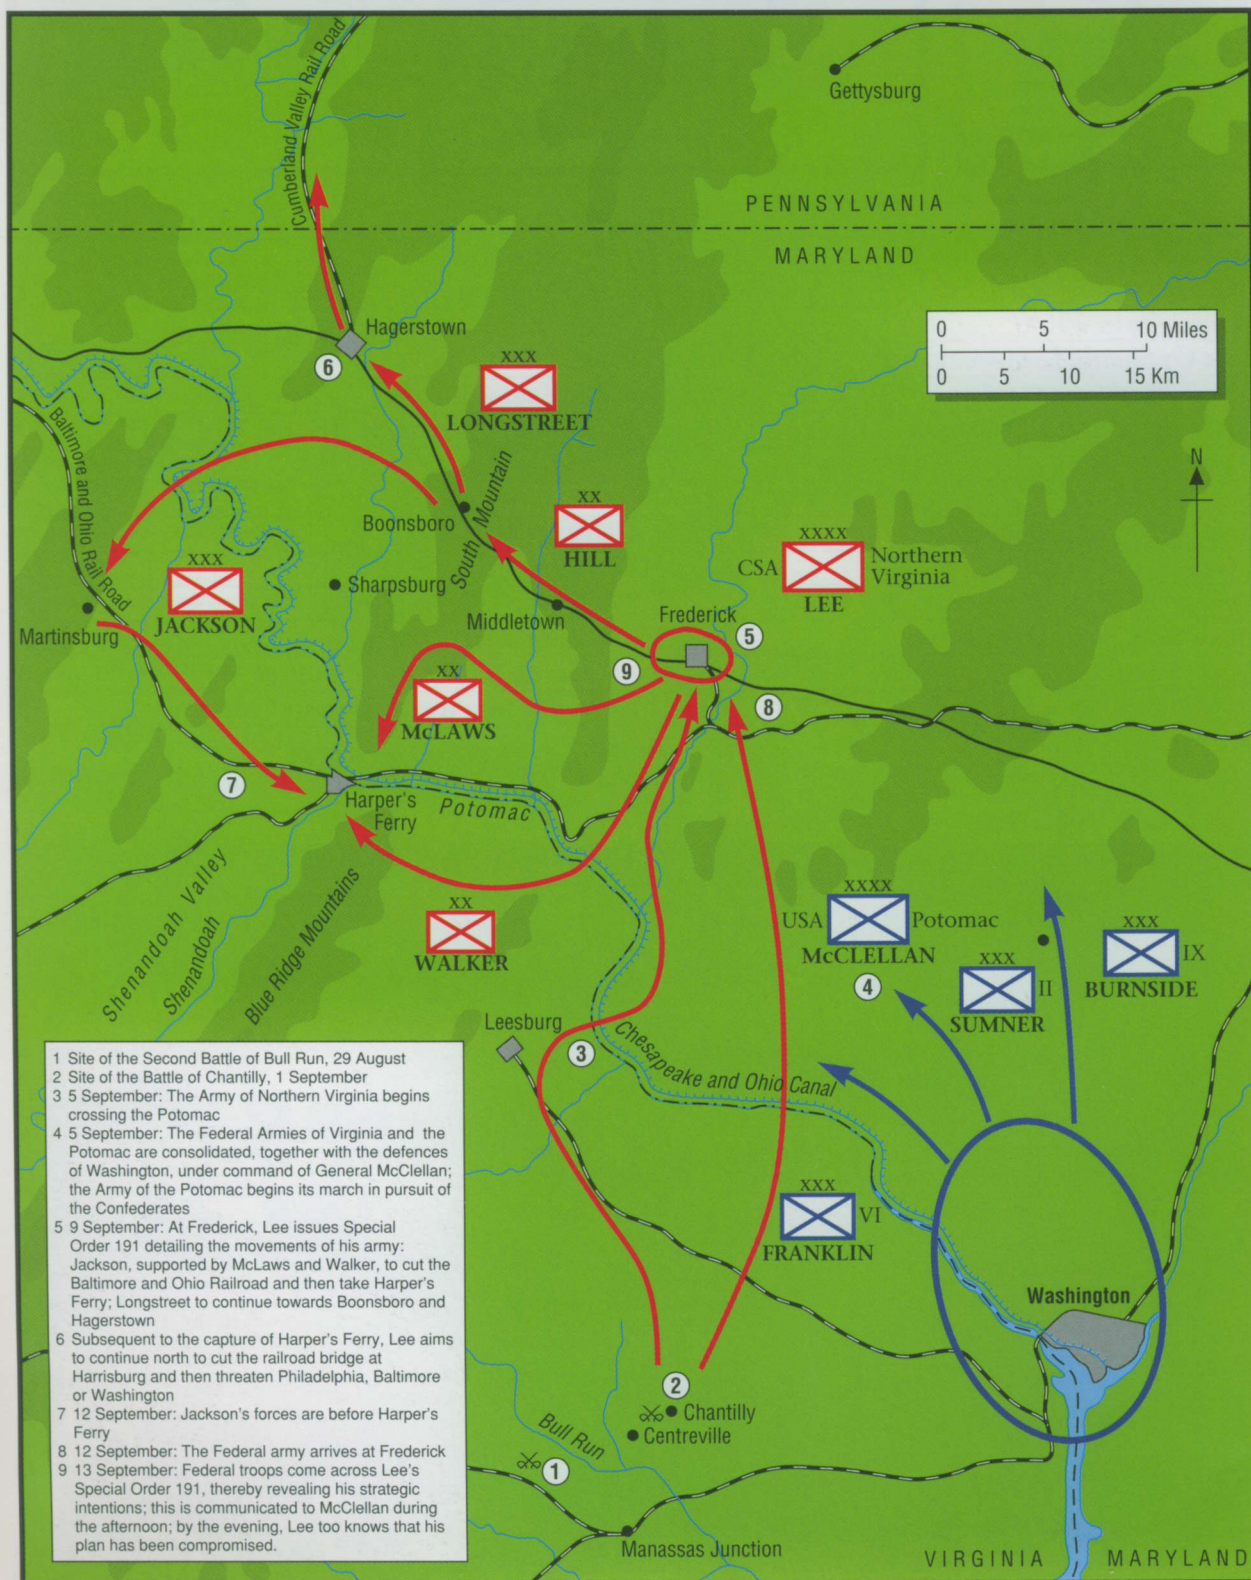 Cumberland Valley Rail Road
Gettysburg
PENNSYLVANIA
MARYLAND
0 5 10 Miles
0 5 10 15 Km
Hagerstown
6
XXX
LONGSTREET
N
Baltimore and Ohio Rail Road
Boonsboro
South Mountain
XX
HILL
XXXX
CSA
Northern
Virginia
LEE
XXX
JACKSON
Sharpsburg
Martinsburg
Middletown
Frederick
5
9
8
XX
McLAWS
7
Harper's
Ferry
Potomac
Shenandoah Valley
Shenandoah
Blue Ridge Mountains
XX
WALKER
XXXX
USA
Potomac
McCLELLAN
4
XXX
II
SUMNER
XXX
IX
BURNSIDE
Leesburg
3
Chesapeake and Ohio Canal
XXX
VI
FRANKLIN
Washington
2
Chantilly
Centreville
Bull Run
1
Manassas Junction
VIRGINIA
MARYLAND
1 Site of the Second Battle of Bull Run, 29 August
2 Site of the Battle of Chantilly, 1 September
3 5 September: The Army of Northern Virginia begins
crossing the Potomac
4 5 September: The Federal Armies of Virginia and the
Potomac are consolidated, together with the defences
of Washington, under command of General McClellan;
the Army of the Potomac begins its march in pursuit of
the Confederates
5 9 September: At Frederick, Lee issues Special
Order 191 detailing the movements of his army:
Jackson, supported by McLaws and Walker, to cut the
Baltimore and Ohio Railroad and then take Harper's
Ferry; Longstreet to continue towards Boonsboro and
Hagerstown
6 Subsequent to the capture of Harper's Ferry, Lee aims
to continue north to cut the railroad bridge at
Harrisburg and then threaten Philadelphia, Baltimore
or Washington
7 12 September: Jackson's forces are before Harper's
Ferry
8 12 September: The Federal army arrives at Frederick
9 13 September: Federal troops come across Lee's
Special Order 191, thereby revealing his strategic
intentions; this is communicated to McClellan during
the afternoon; by the evening, Lee too knows that his
plan has been compromised.